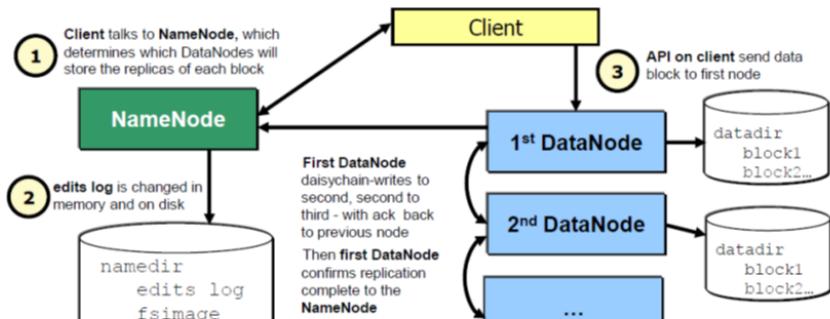 1
Client talks to NameNode, which
determines which DataNodes will
store the replicas of each block
Client
3
API on client send data
block to first node
NameNode
1st DataNode
datadir
block1
block2...
2
edits log is changed in
memory and on disk
First DataNode
daisychain-writes to
second, second to
third - with ack back
to previous node
Then first DataNode
confirms replication
complete to the
NameNode
2nd DataNode
datadir
block1
block2...
namedir
edits log
fsimage
...